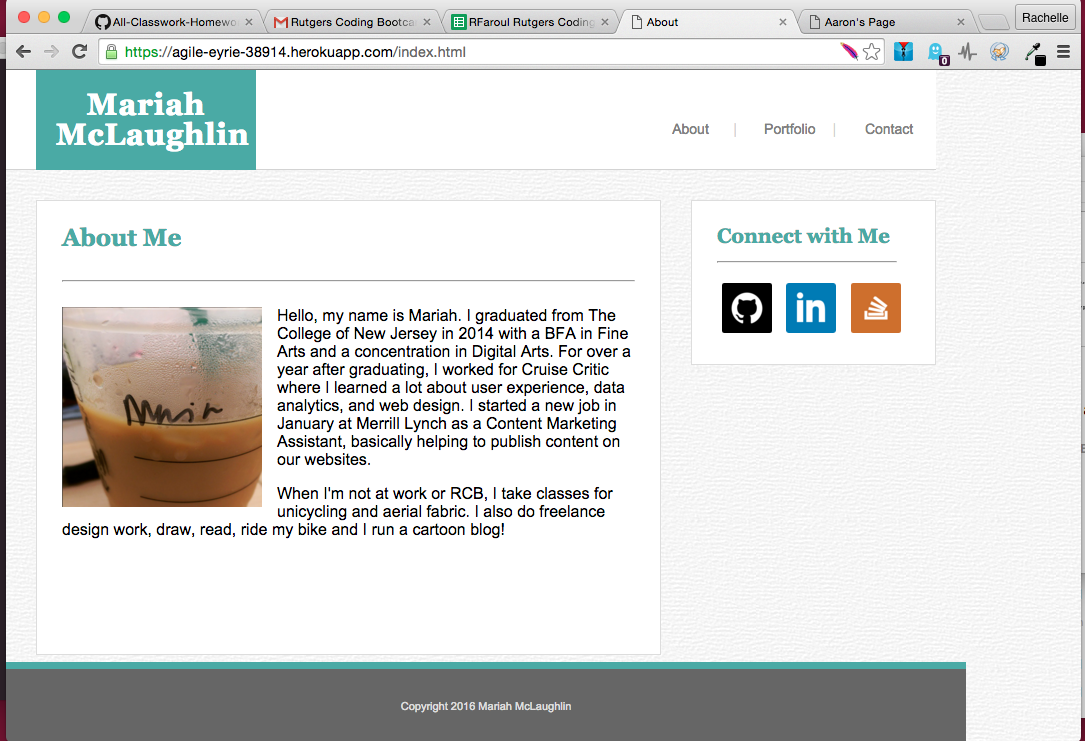 All-Classwork-Homewo
Rutgers Coding Bootca
RFaroul Rutgers Coding
About
Aaron's Page
Rachelle
https://agile-eyrie-38914.herokuapp.com/index.html
0
Mariah
McLaughlin
About | Portfolio | Contact
About Me
Hello, my name is Mariah. I graduated from The
College of New Jersey in 2014 with a BFA in Fine
Arts and a concentration in Digital Arts. For over a
year after graduating, I worked for Cruise Critic
where I learned a lot about user experience, data
analytics, and web design. I started a new job in
January at Merrill Lynch as a Content Marketing
Assistant, basically helping to publish content on
our websites.
When I'm not at work or RCB, I take classes for
unicycling and aerial fabric. I also do freelance
design work, draw, read, ride my bike and I run a cartoon blog!
Connect with Me
in
Copyright 2016 Mariah McLaughlin